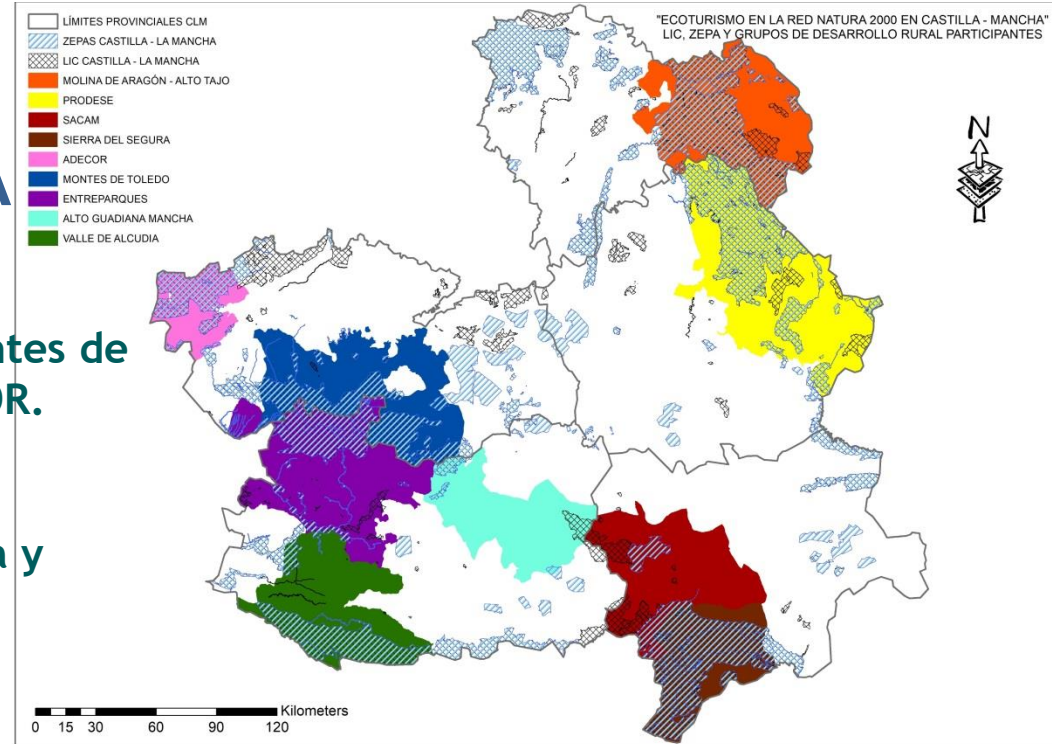 LÍMITES PROVINCIALES CLM
ZEPAS CASTILLA - LA MANCHA
LIC CASTILLA - LA MANCHA
MOLINA DE ARAGÓN - ALTO TAJO
PRODESE
SACAM
SIERRA DEL SEGURA
ADECOR
MONTES DE TOLEDO
ENTREPARQUES
ALTO GUADIANA MANCHA
VALLE DE ALCUDIA
"ECOTURISMO EN LA RED NATURA 2000 EN CASTILLA - MANCHA"
LIC, ZEPA Y GRUPOS DE DESARROLLO RURAL PARTICIPANTES
N
A
ntes de
DR.
a y
Kilometers
0 15 30 60 90 120